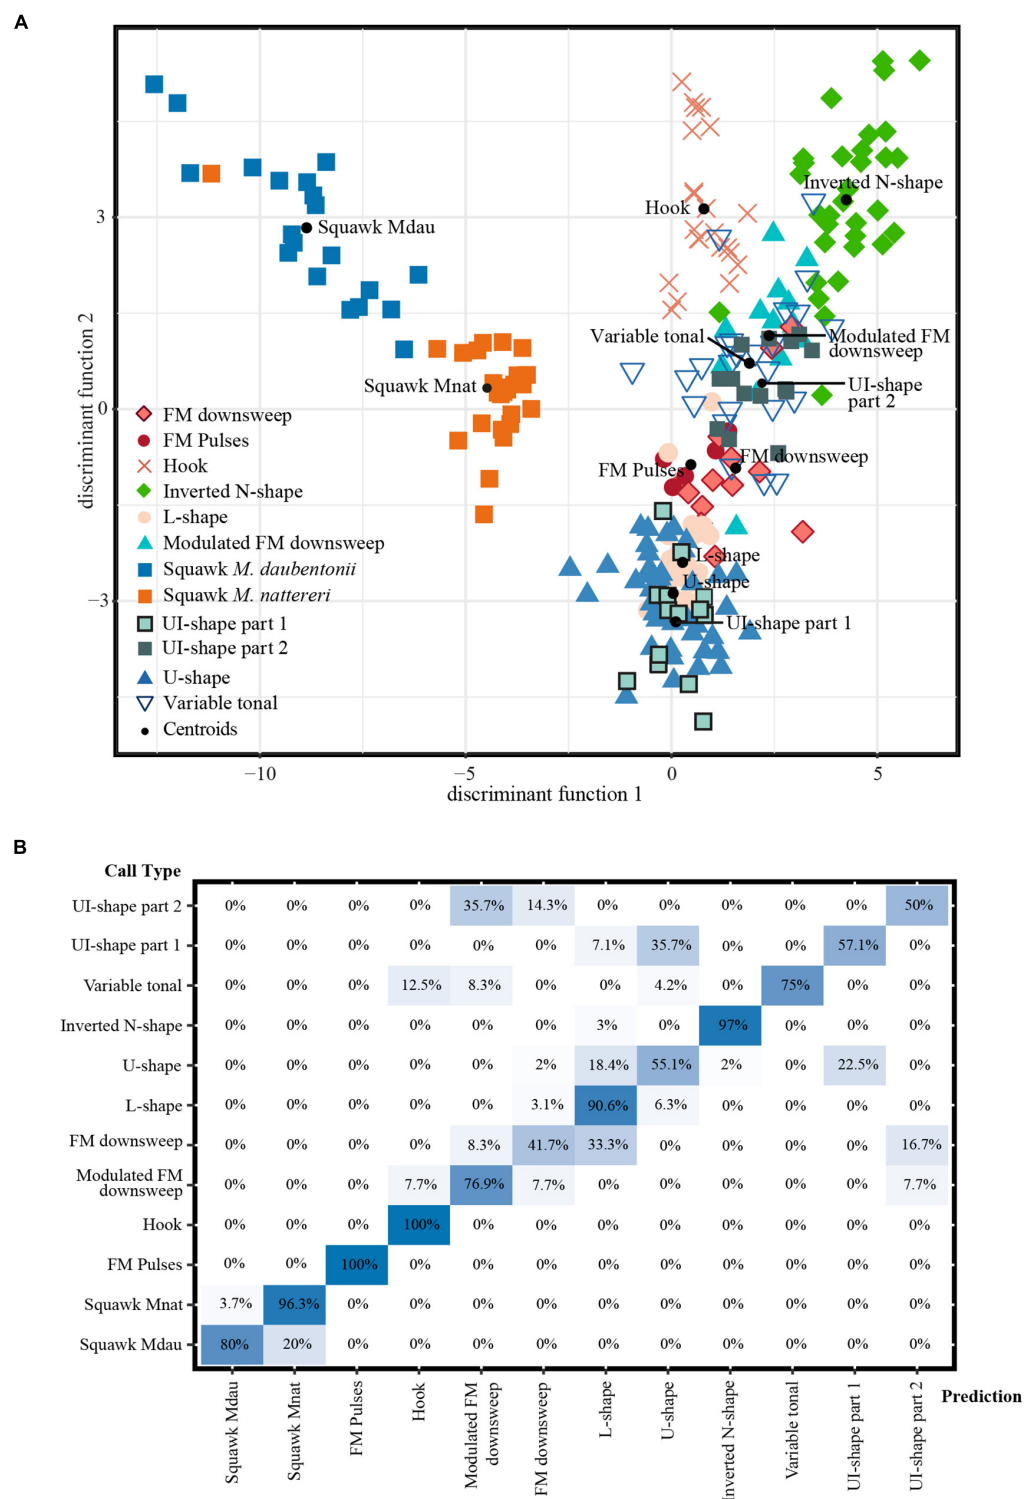 A
discriminant function 2
3
0
−3
Inverted N-shape
Hook
Squawk Mdau
Variable tonal
Modulated FM
downsweep
Squawk Mnat
UI-shape
part 2
FM downsweep
FM Pulses
L-shape
U-shape
UI-shape part 1
FM downsweep
FM Pulses
Hook
Inverted N-shape
L-shape
Modulated FM downsweep
Squawk M. daubentonii
Squawk M. nattereri
UI-shape part 1
UI-shape part 2
U-shape
Variable tonal
Centroids
−10 −5 0 5
discriminant function 1
B
Call Type
UI-shape part 2 0% 0% 0% 0% 35.7% 14.3% 0% 0% 0% 0% 0% 50%
UI-shape part 1 0% 0% 0% 0% 0% 0% 7.1% 35.7% 0% 0% 57.1% 0%
Variable tonal 0% 0% 0% 12.5% 8.3% 0% 0% 4.2% 0% 75% 0% 0%
Inverted N-shape 0% 0% 0% 0% 0% 0% 3% 0% 97% 0% 0% 0%
U-shape 0% 0% 0% 0% 0% 2% 18.4% 55.1% 2% 0% 22.5% 0%
L-shape 0% 0% 0% 0% 0% 3.1% 90.6% 6.3% 0% 0% 0% 0%
FM downsweep 0% 0% 0% 0% 8.3% 41.7% 33.3% 0% 0% 0% 0% 16.7%
Modulated FM
downsweep 0% 0% 0% 7.7% 76.9% 7.7% 0% 0% 0% 0% 0% 7.7%
Hook 0% 0% 0% 100% 0% 0% 0% 0% 0% 0% 0% 0%
FM Pulses 0% 0% 100% 0% 0% 0% 0% 0% 0% 0% 0% 0%
Squawk Mnat 3.7% 96.3% 0% 0% 0% 0% 0% 0% 0% 0% 0% 0%
Squawk Mdau 80% 20% 0% 0% 0% 0% 0% 0% 0% 0% 0% 0%
Squawk Mdau
Squawk Mnat
FM Pulses
Hook
Modulated FM
downsweep
FM downsweep
L-shape
U-shape
Inverted N-shape
Variable tonal
UI-shape part 1
UI-shape part 2
Prediction